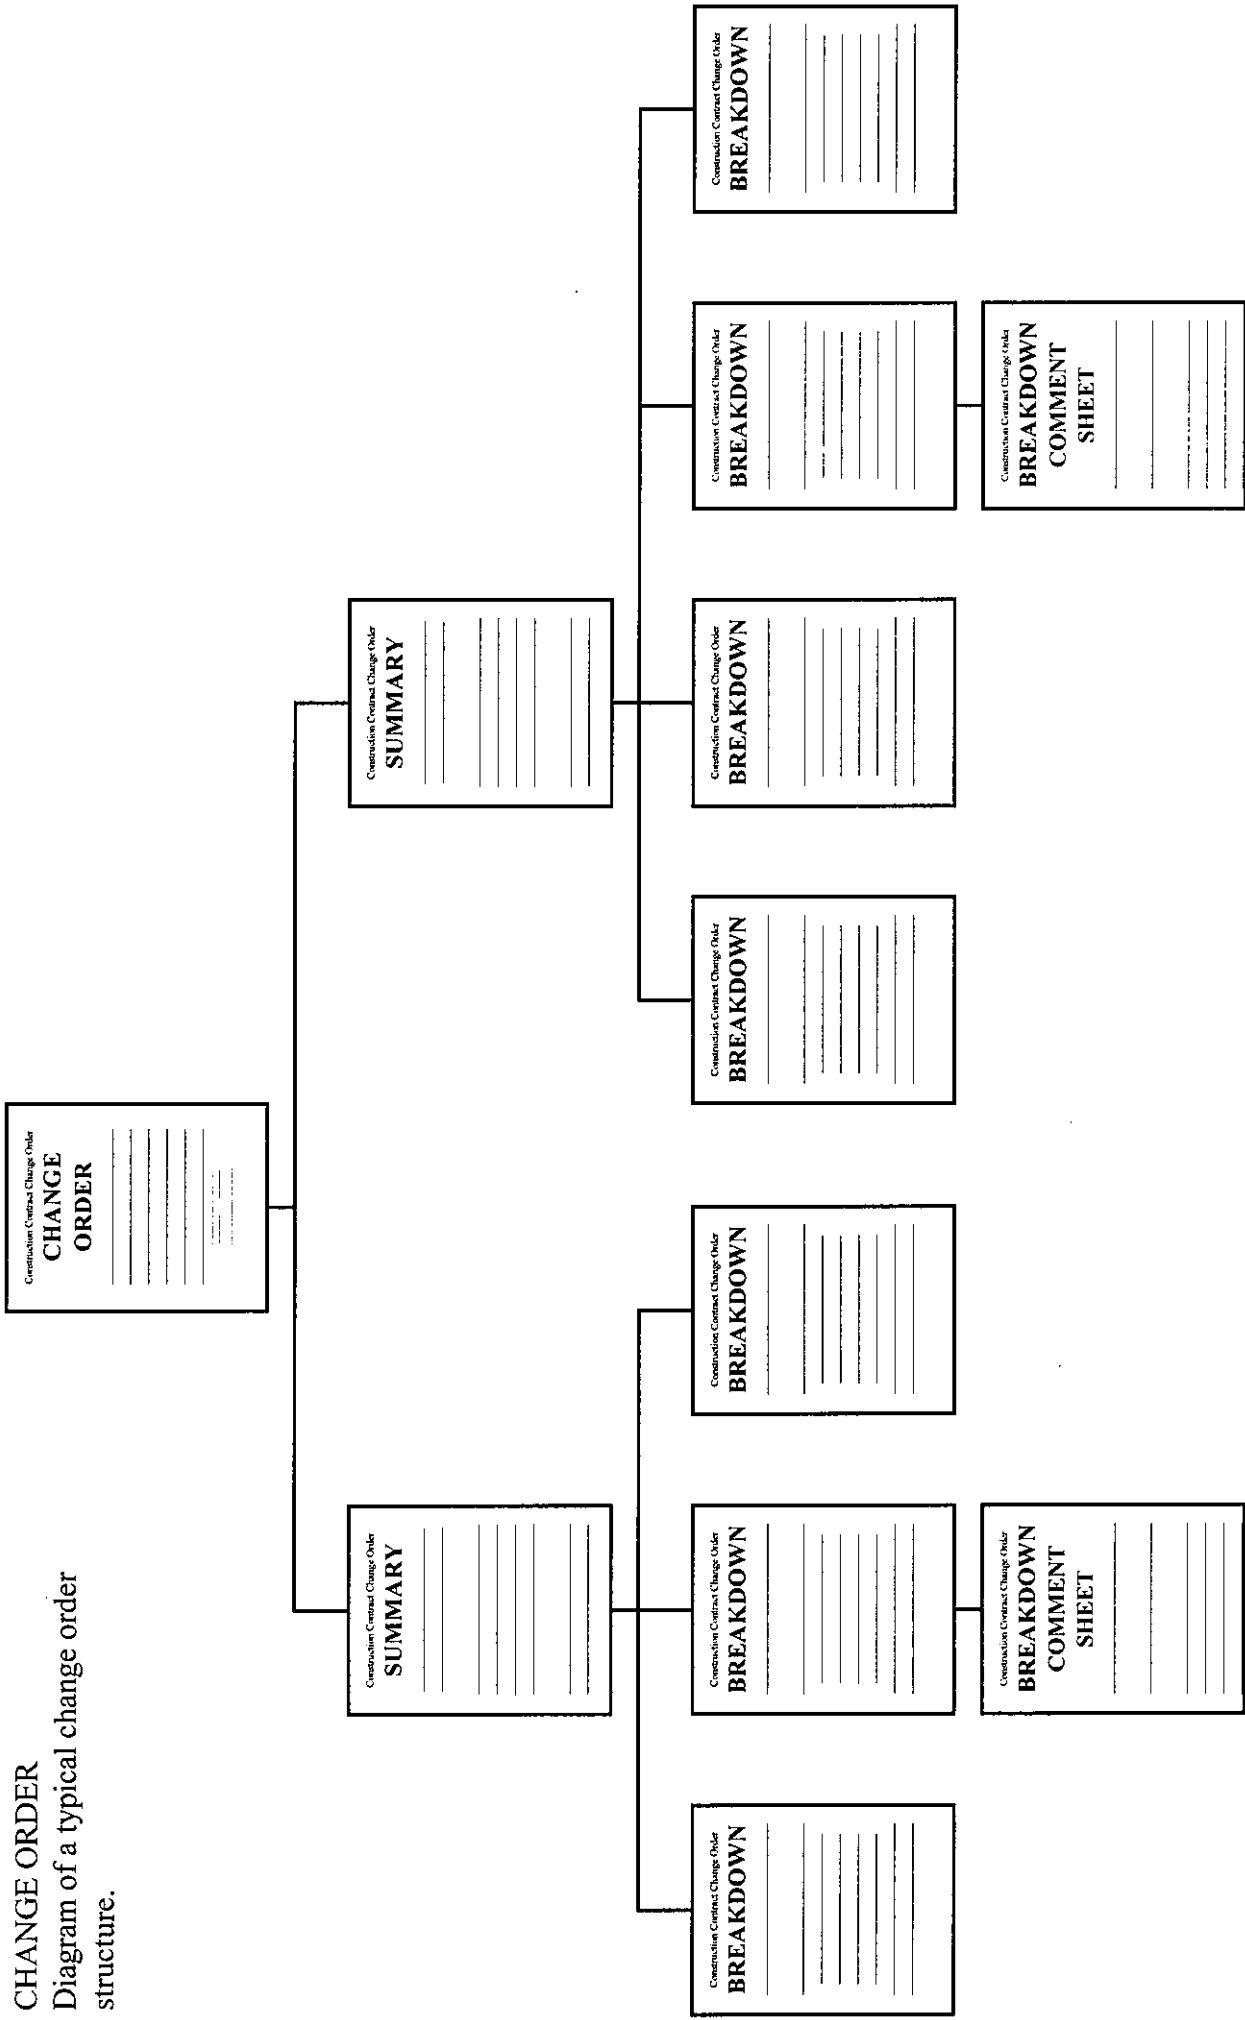 CHANGE ORDER
Diagram of a typical change order
structure.
Construction Contract Change Order
CHANGE
ORDER
Construction Contract Change Order
SUMMARY
Construction Contract Change Order
SUMMARY
Construction Contract Change Order
BREAKDOWN
Construction Contract Change Order
BREAKDOWN
Construction Contract Change Order
BREAKDOWN
Construction Contract Change Order
BREAKDOWN
Construction Contract Change Order
BREAKDOWN
Construction Contract Change Order
BREAKDOWN
Construction Contract Change Order
BREAKDOWN
Construction Contract Change Order
BREAKDOWN
COMMENT
SHEET
Construction Contract Change Order
BREAKDOWN
COMMENT
SHEET